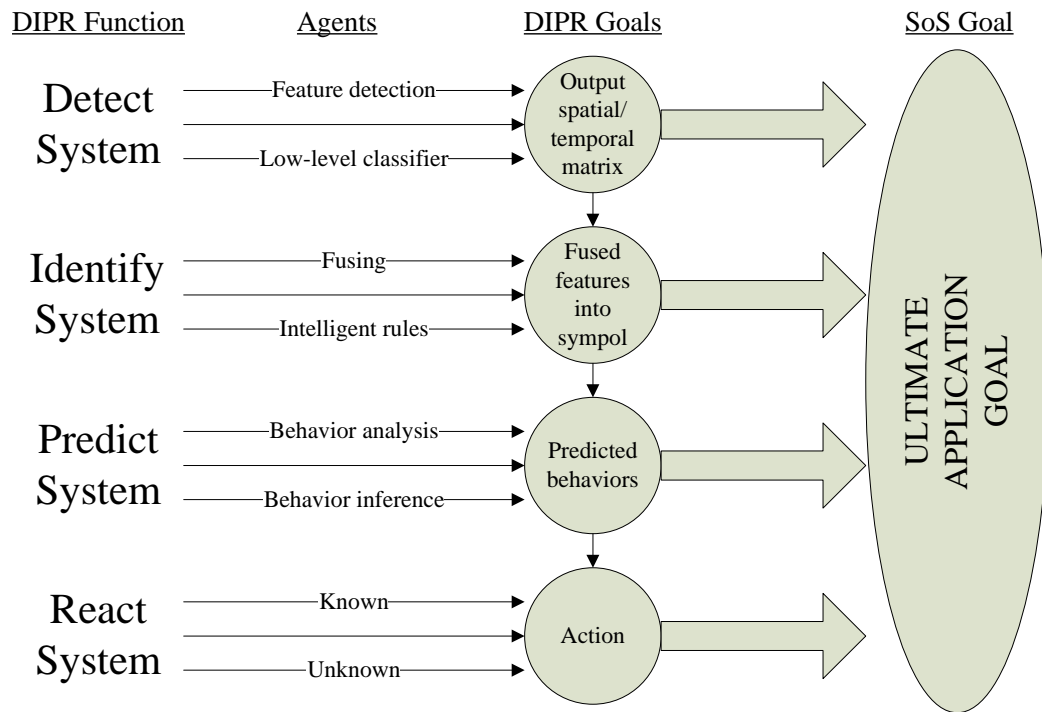 DIPR Function
Agents
DIPR Goals
SoS Goal
Detect
System
Feature detection
Low-level classifier
Output
spatial/
temporal
matrix
Identify
System
Fusing
Intelligent rules
Fused
features
into
sympol
Predict
System
Behavior analysis
Behavior inference
Predicted
behaviors
React
System
Known
Unknown
Action
ULTIMATE
APPLICATION
GOAL